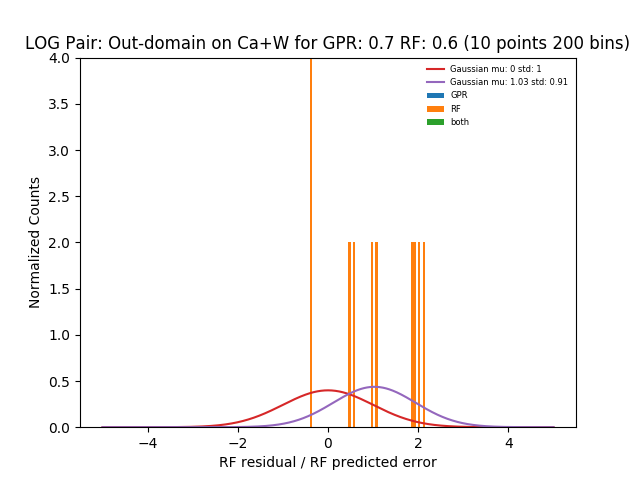 LOG Pair: Out-domain on Ca+W for GPR: 0.7 RF: 0.6 (10 points 200 bins)
4.0
3.5
3.0
2.5
2.0
1.5
1.0
0.5
0.0
Normalized Counts
Gaussian mu: 0 std: 1
Gaussian mu: 1.03 std: 0.91
GPR
RF
both
−4
−2
0
2
4
RF residual / RF predicted error